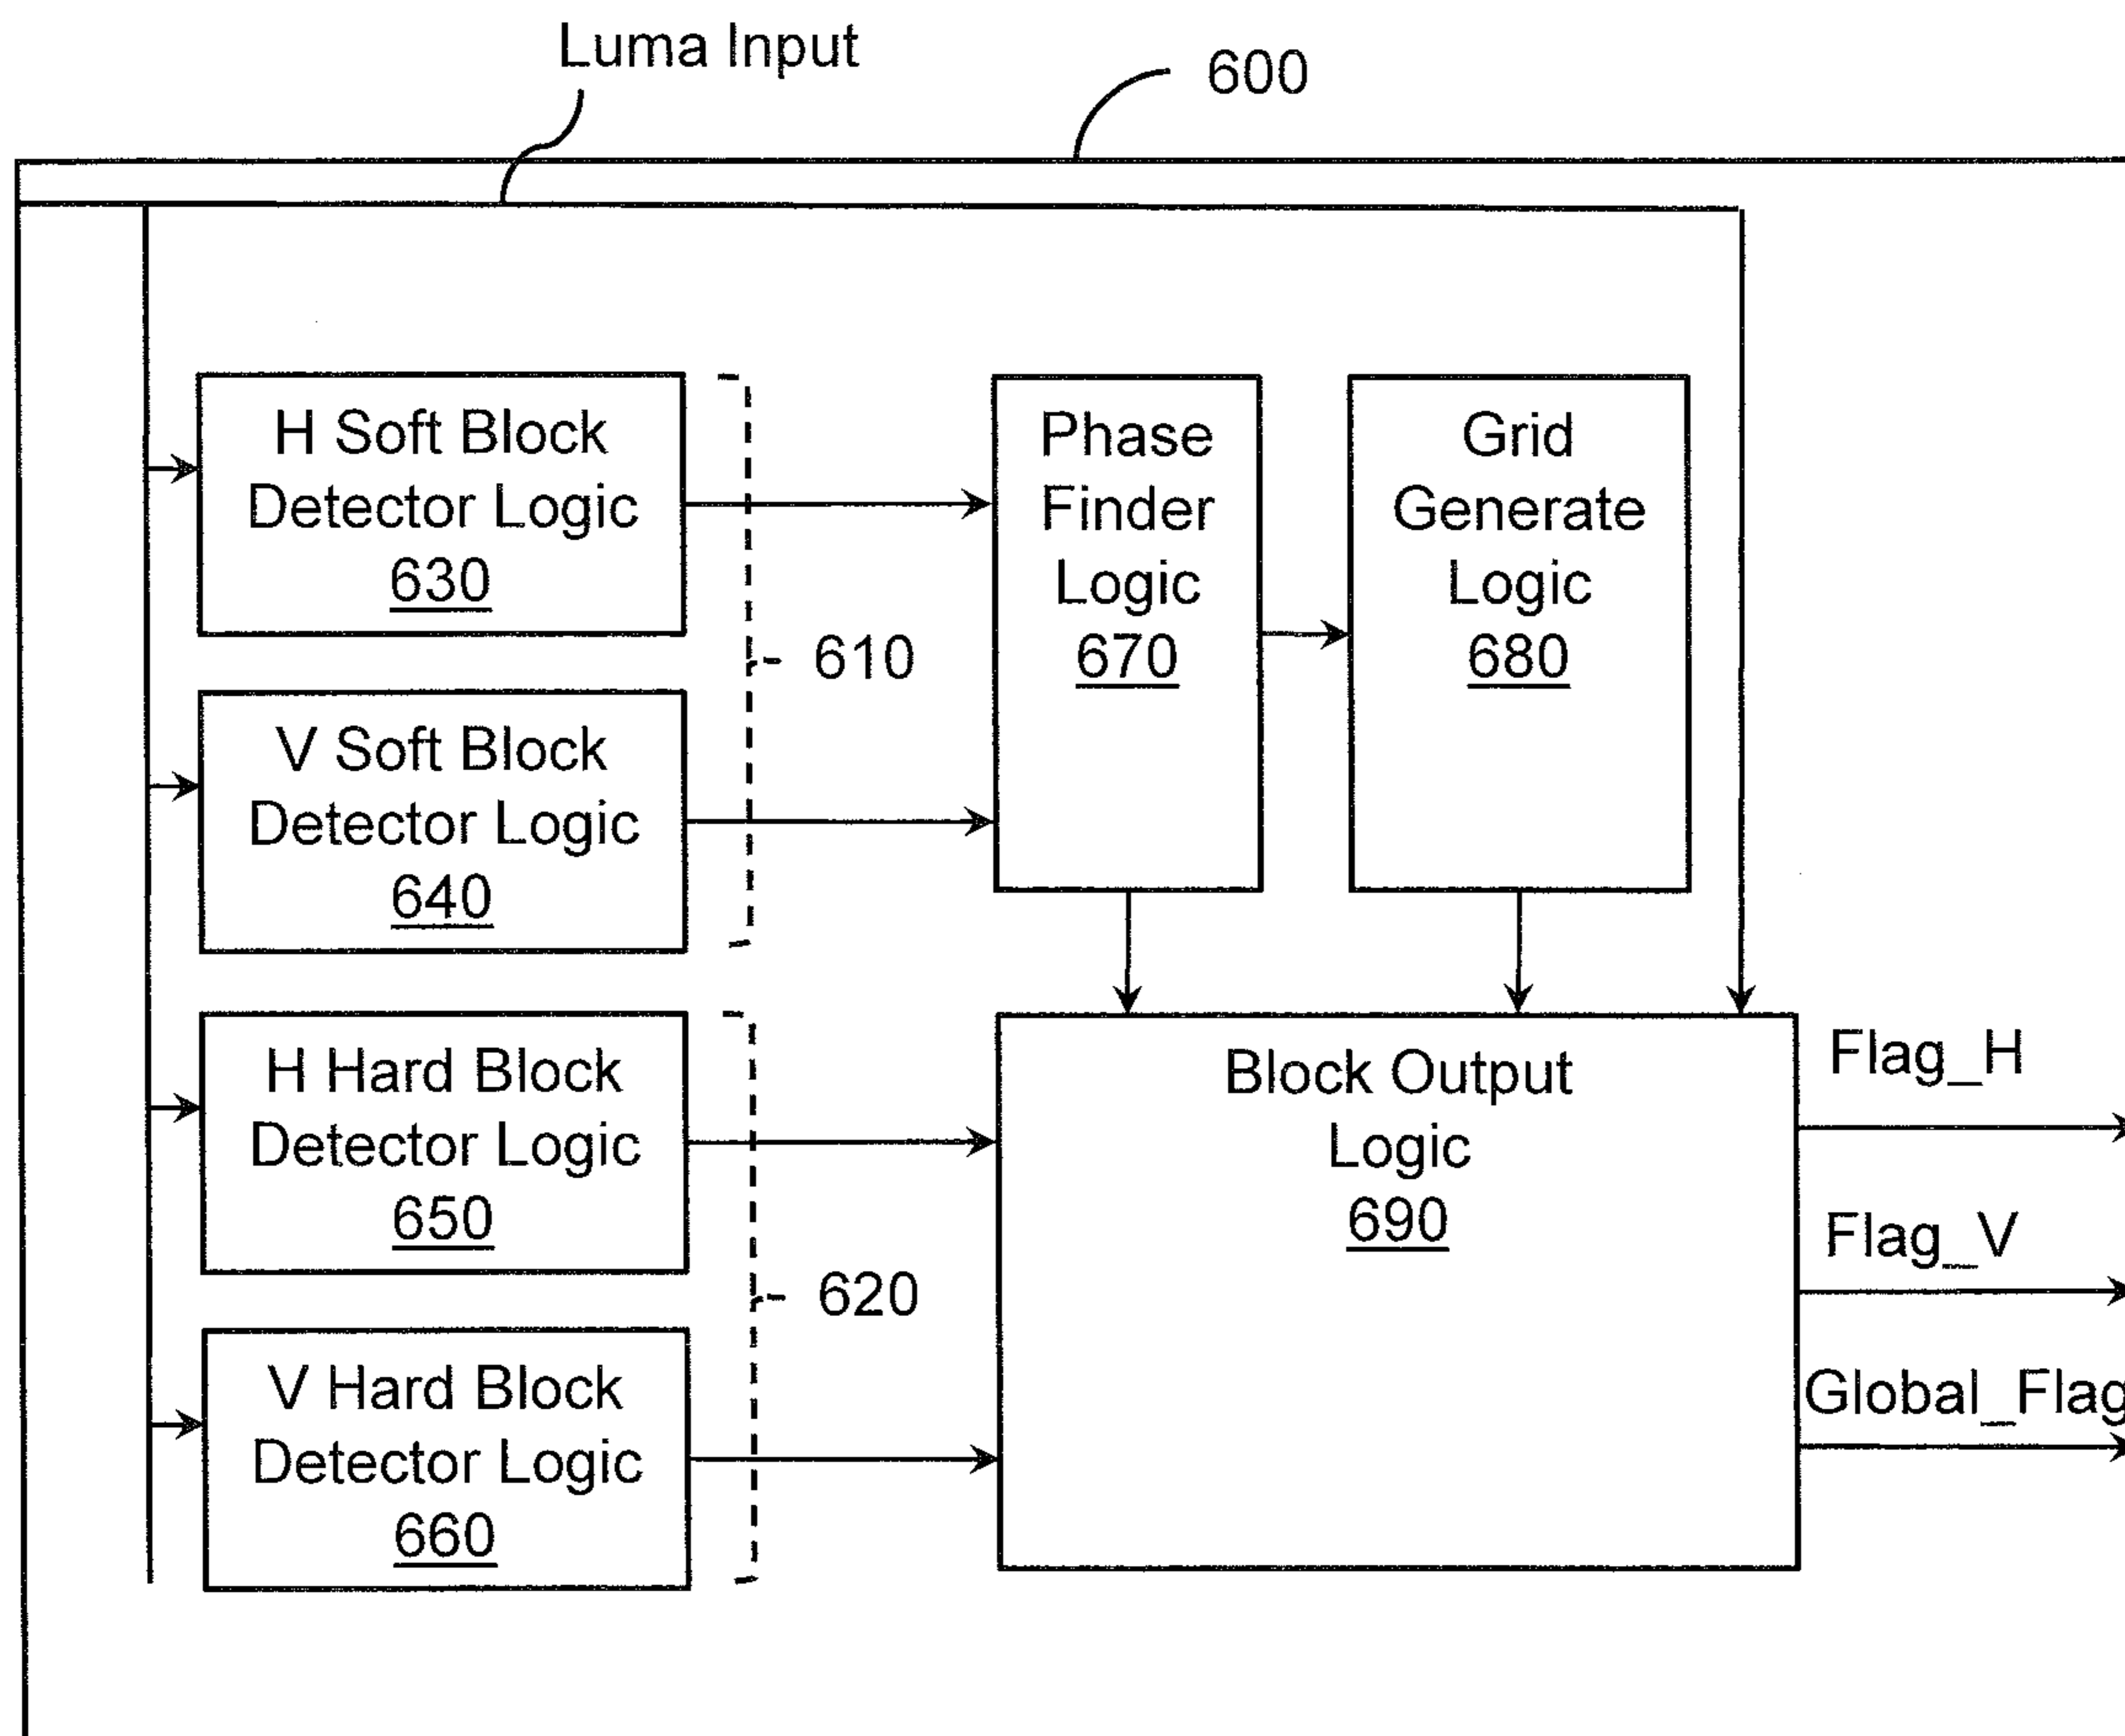 Luma Input
600
H Soft Block
Detector Logic
630
V Soft Block
Detector Logic
640
610
Phase
Finder
Logic
670
Grid
Generate
Logic
680
H Hard Block
Detector Logic
650
V Hard Block
Detector Logic
660
620
Block Output
Logic
690
Flag_H
Flag_V
Global_Flag